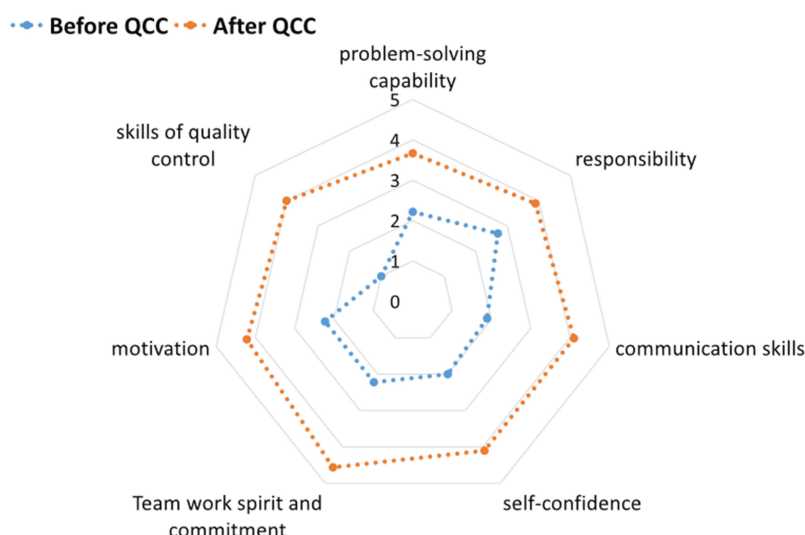 Before QCC After QCC
problem-solving
capability
5
skills of quality
control
4
responsibility
3
2
1
0
motivation
communication skills
Team work spirit and
commitment
self-confidence